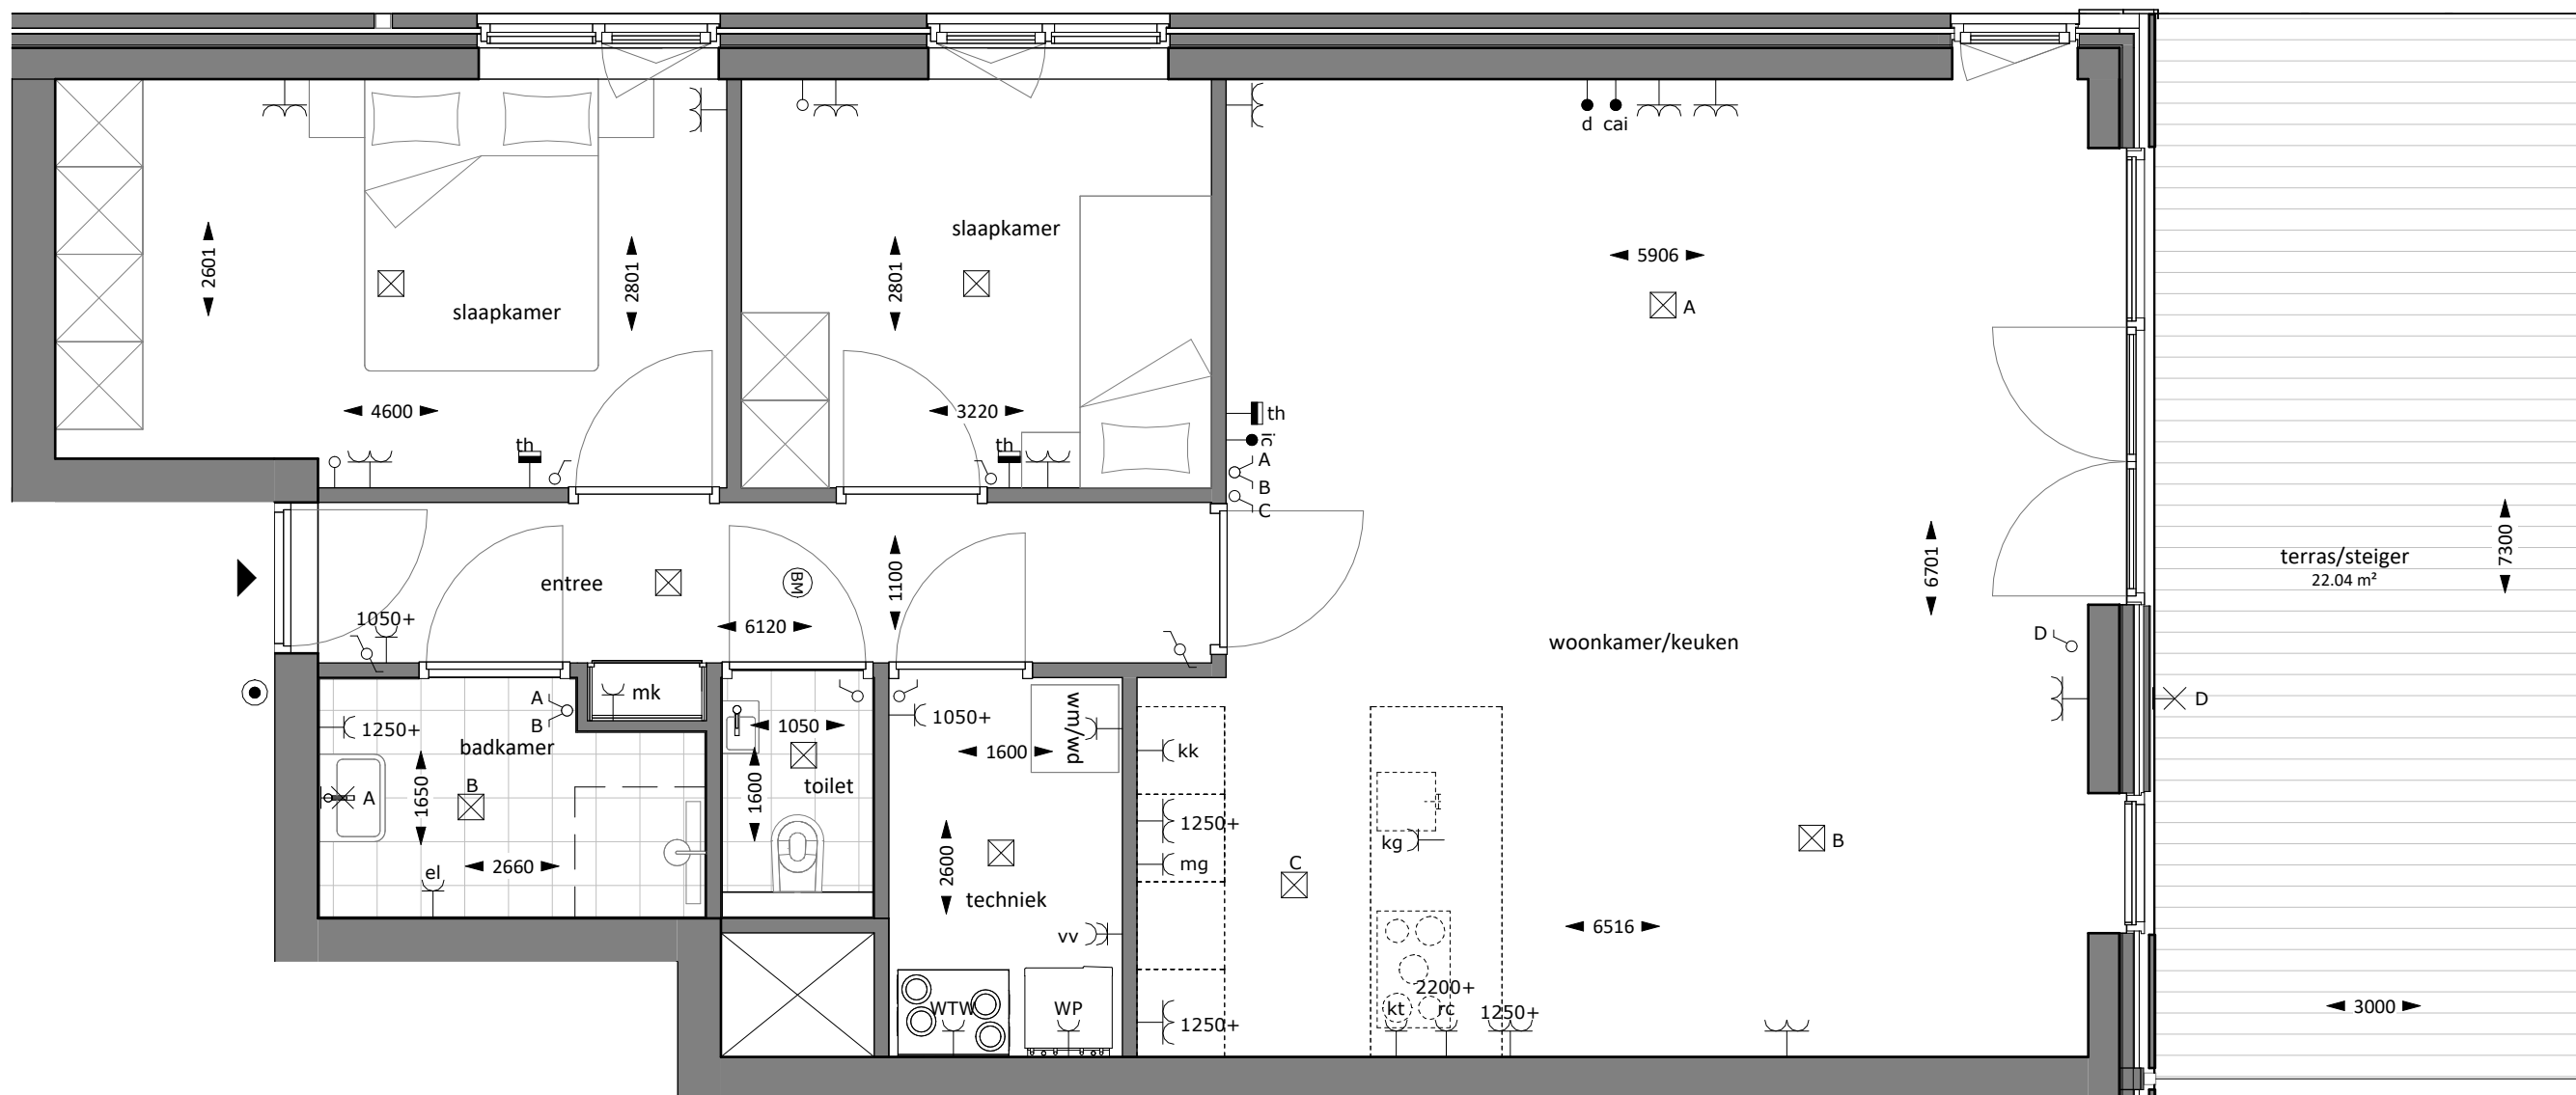 d cai
slaapkamer
2601
2801
2801
5906
A
slaapkamer
4600
3220
th
th
th
ic
A
B
C
entree
BM
1100
6701
terras/steiger
22.04 m²
7300
1050+
6120
D
woonkamer/keuken
mk
A
B
D
1250+
badkamer
1050
1050+
wm/wd
1600
kk
1650
A
B
1600
toilet
1250+
mg
kg
B
2660
el
2600
techniek
C
vv
6516
WTW
WP
1250+
2200+
kt
rc
1250+
3000